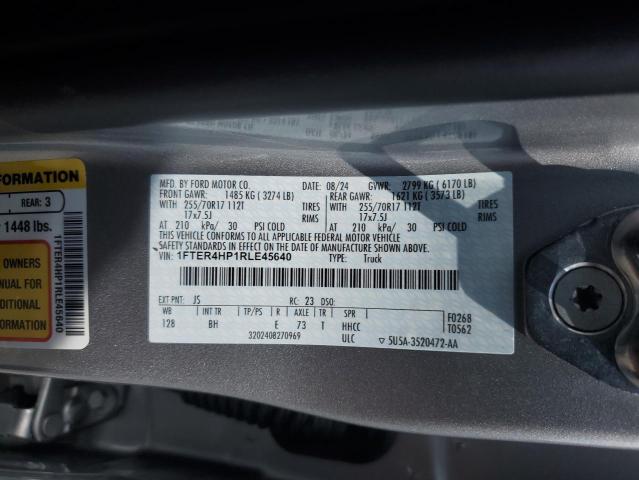 FORMATION
REAR: 3
1448 lbs.
OWNERS
NUAL FOR
DDITIONAL
ORMATION
1FTER4HP1RLE45640
MFD. BY FORD MOTOR CO. DATE: 08/24 GVWR: 2799 KG ( 6170 LB)
FRONT GAWR: 1485 KG ( 3274 LB) REAR GAWR: 1621 KG ( 3573 LB)
255/70R17 112T TIRES 255/70R17 112T TIRES
17x7.5J RIMS 17x7.5J RIMS
AT 210 kPa/ 30 PSI COLD AT 210 kPa/ 30 PSI COLD
THIS VEHICLE CONFORMS TO ALL APPLICABLE FEDERAL MOTOR VEHICLE
SAFETY STANDARDS IN EFFECT ON THE DATE OF MANUFACTURE SHOWN ABOVE.
VIN: 1FTER4HP1RLE45640 TYPE: Truck
EXT PNT: JS RC: 23 DSO:
WB INT TR TP/PS R AXLE TR F0268
128 BH E 73 T HHCC T0562
3202408270969 ULC 5U5A-3520472-AA